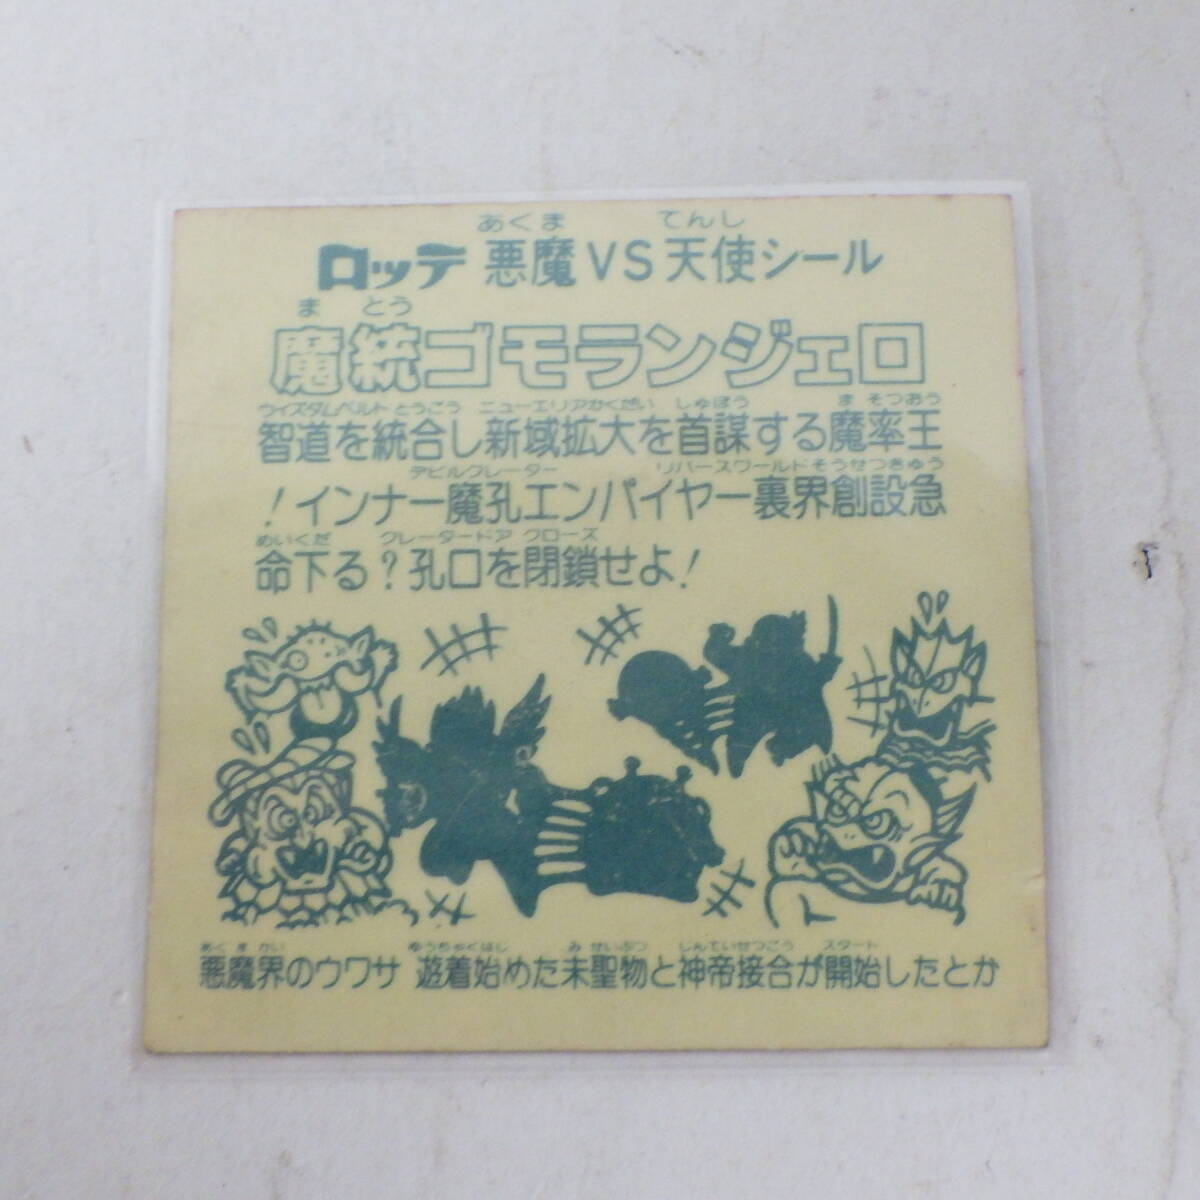 あくま てんし
ロッテ 悪魔VS天使シール
まとう
魔統ゴモランジェロ
ウイズダムベルト とうごう ニューエリアかくだい しゅぼう ま そつおう
智道を統合し新域拡大を首謀する魔率王
デビルクレーター リバースワールドそうせつきゅう
!インナー魔孔エンパイヤー裏界創設急
めいくだ クレータードア クローズ
命下る?孔口を閉鎖せよ!
あくまかい ゆうちゃくはじ みせいぶつ しんていせつごう スタート
悪魔界のウワサ 遊着始めた未聖物と神帝接合が開始したとか